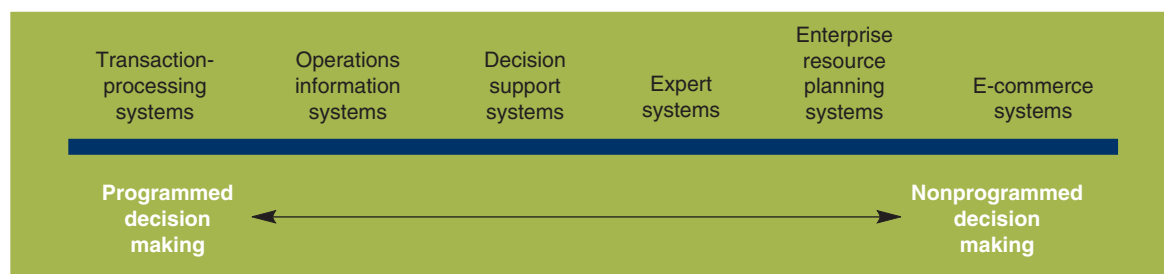 Transaction-
processing
systems
Operations
information
systems
Decision
support
systems
Expert
systems
Enterprise
resource
planning
systems
E-commerce
systems
Programmed
decision
making
Nonprogrammed
decision
making